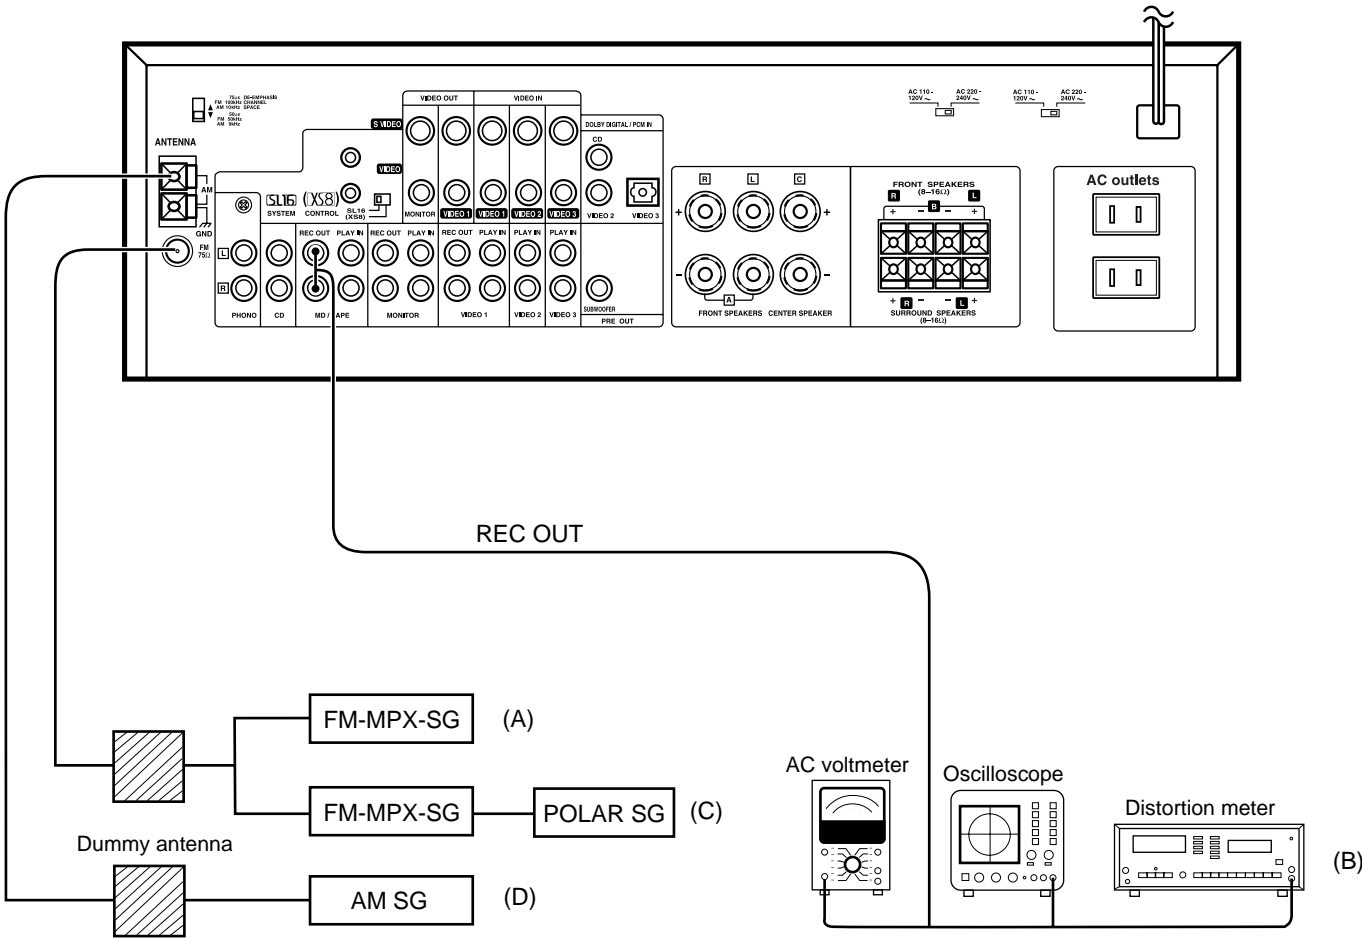 75µs DE-EMPHASIS
FM 100kHz CHANNEL
AM 10kHz SPACE
50µs
FM 50kHz
AM 9kHz
AC 110 - 120V ~
AC 220 - 240V ~
AC 110 - 120V ~
AC 220 - 240V ~
ANTENNA
AM
GND
FM
75Ω
S VIDEO
VIDEO
VIDEO OUT
VIDEO IN
DOLBY DIGITAL / PCM IN
CD
SL16
(XS8)
SYSTEM
CONTROL
SL16
(XS8)
MONITOR
VIDEO 1
VIDEO 1
VIDEO 2
VIDEO 3
VIDEO 2
VIDEO 3
REC OUT
PLAY IN
REC OUT
PLAY IN
REC OUT
PLAY IN
PLAY IN
PLAY IN
L
R
PHONO
CD
MD / APE
MONITOR
VIDEO 1
VIDEO 2
VIDEO 3
SUBWOOFER
PRE OUT
R
L
C
+
+
-
-
A
FRONT SPEAKERS
CENTER SPEAKER
FRONT SPEAKERS
(8–16Ω)
R
L
+ - B - +
+ R - - L +
SURROUND SPEAKERS
(8–16Ω)
AC outlets
REC OUT
FM-MPX-SG
(A)
FM-MPX-SG
POLAR SG
(C)
Dummy antenna
AM SG
(D)
AC voltmeter
Oscilloscope
Distortion meter
(B)